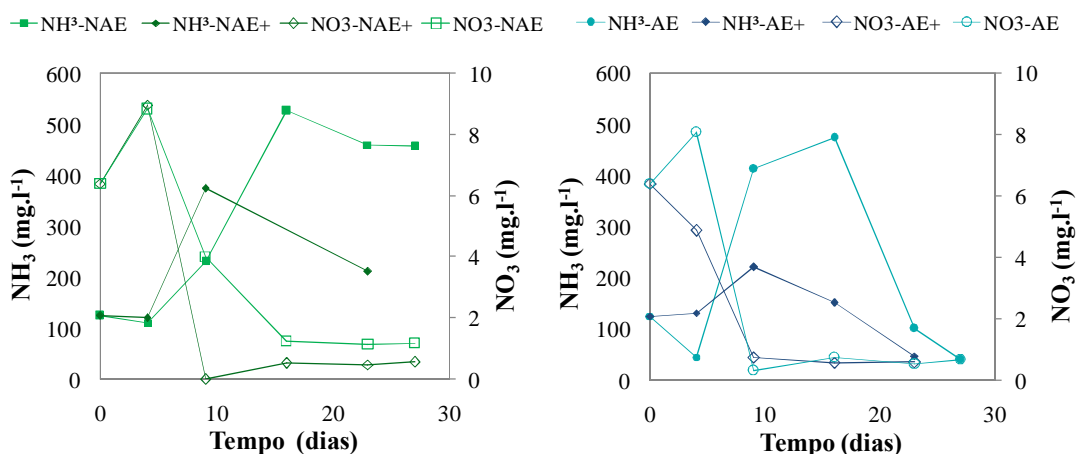 NH³-NAE NH³-NAE+ NO3-NAE+ NO3-NAE
600
500
400
300
200
100
0
NH₃ (mg.l⁻¹)
10
8
6
4
2
0
NO₃ (mg.l⁻¹)
0 10 20 30
Tempo (dias)
NH³-AE NH³-AE+ NO3-AE+ NO3-AE
600
500
400
300
200
100
0
NH₃ (mg.l⁻¹)
10
8
6
4
2
0
NO₃ (mg.l⁻¹)
0 10 20 30
Tempo (dias)